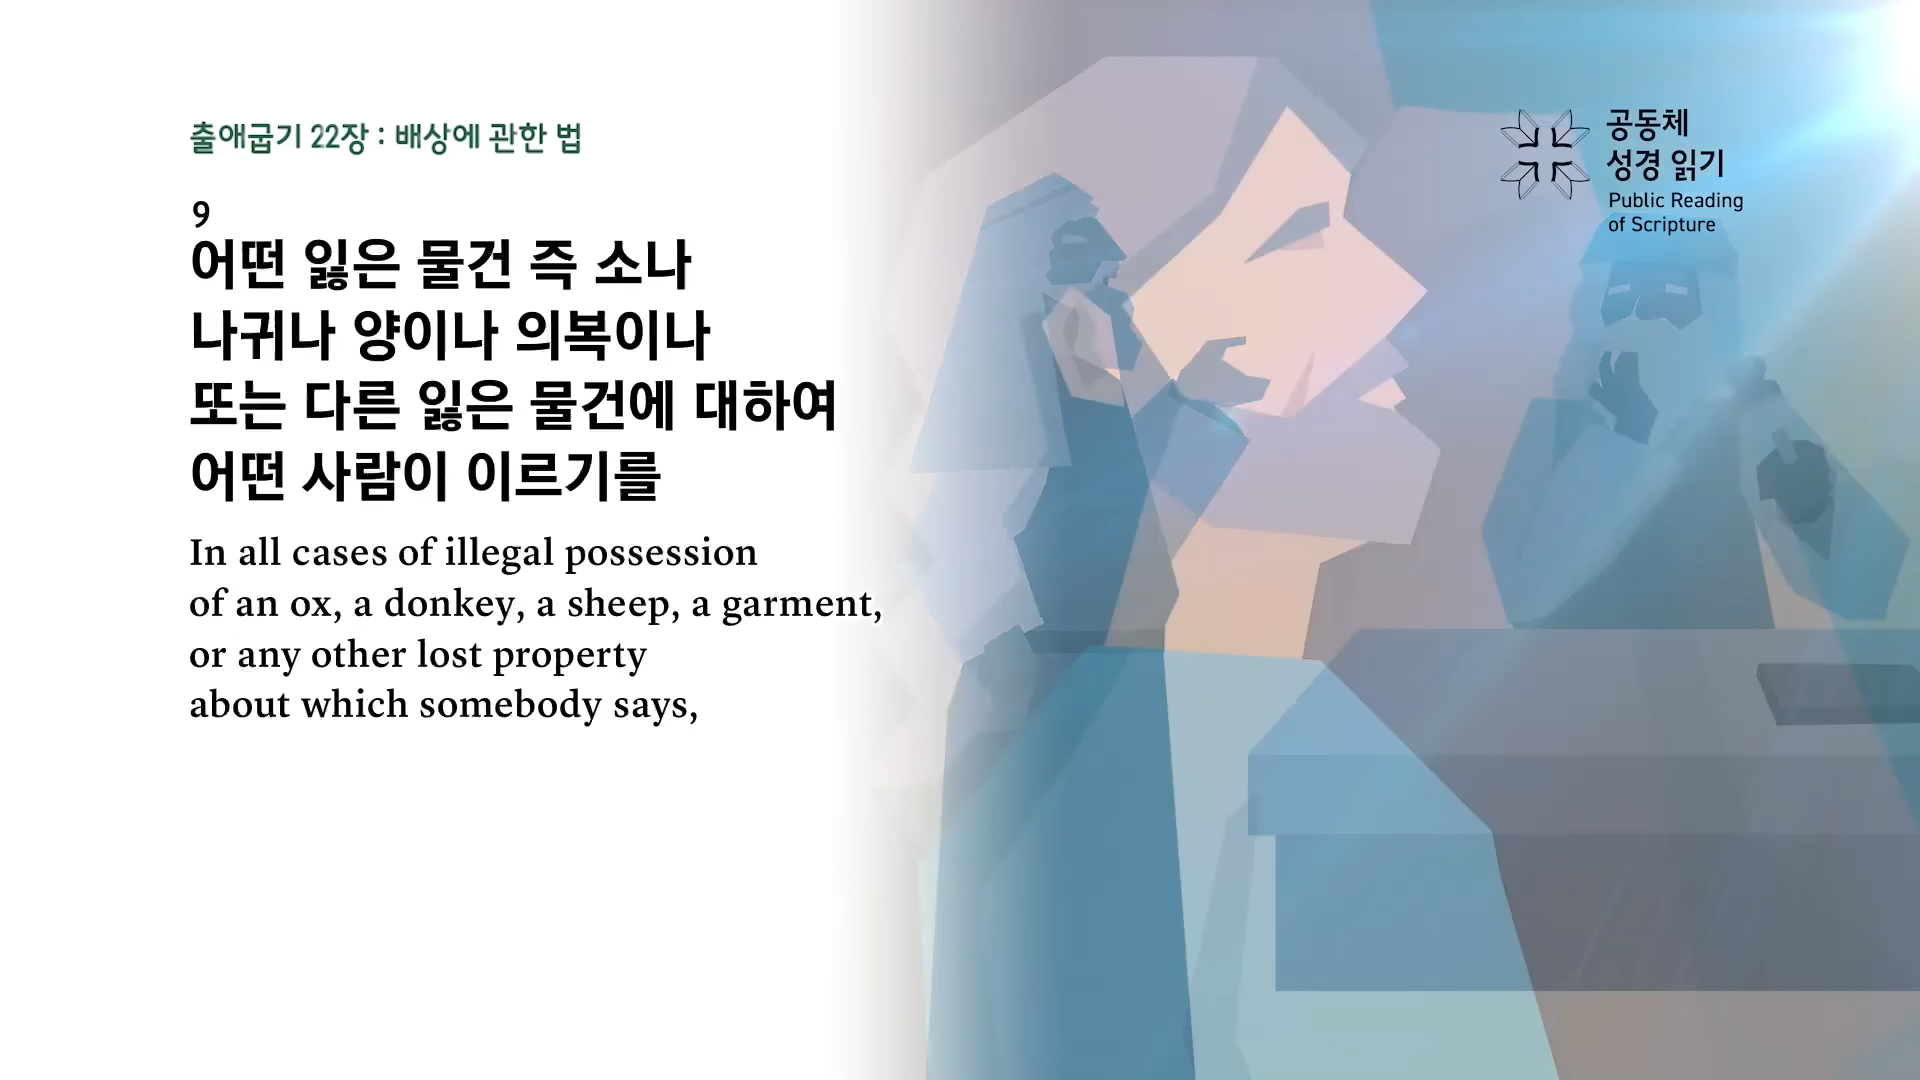 출애굽기 22장 : 배상에 관한 법
9
어떤 잃은 물건 즉 소나
나귀나 양이나 의복이나
또는 다른 잃은 물건에 대하여
어떤 사람이 이르기를
In all cases of illegal possession
of an ox, a donkey, a sheep, a garment,
or any other lost property
about which somebody says,
공동체
성경 읽기
Public Reading
of Scripture